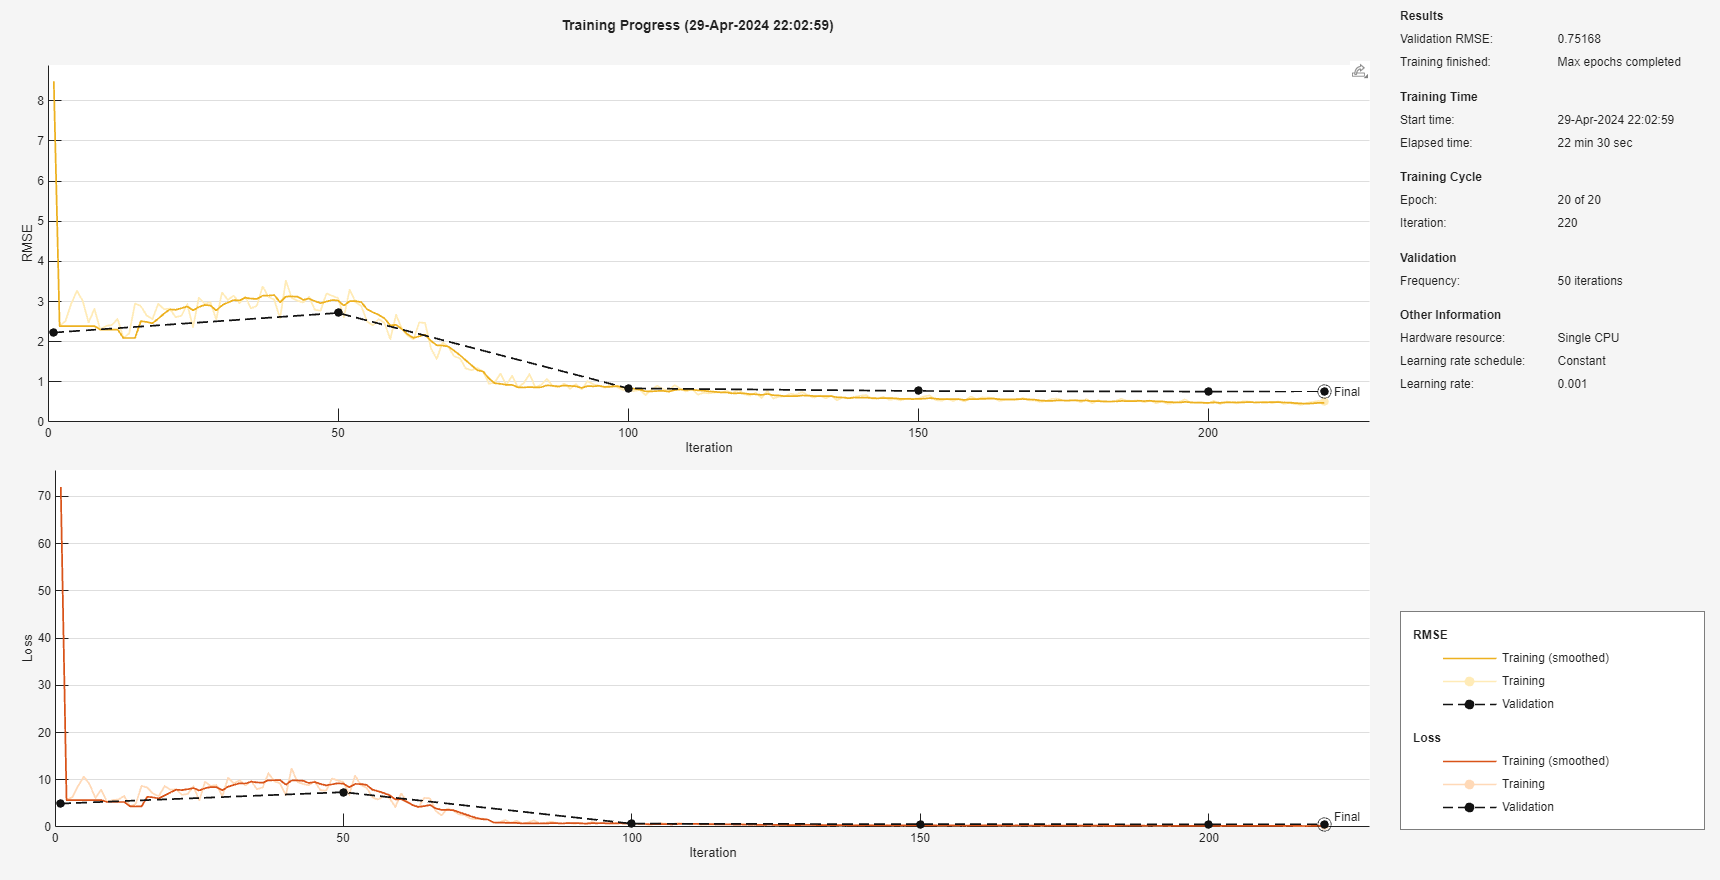 Training Progress (29-Apr-2024 22:02:59)
8
7
6
5
4
3
2
1
0
RMSE
0 50 100 150 200
Iteration
Final
70
60
50
40
30
20
10
0
Loss
0 50 100 150 200
Iteration
Final
Results
Validation RMSE: 0.75168
Training finished: Max epochs completed
Training Time
Start time: 29-Apr-2024 22:02:59
Elapsed time: 22 min 30 sec
Training Cycle
Epoch: 20 of 20
Iteration: 220
Validation
Frequency: 50 iterations
Other Information
Hardware resource: Single CPU
Learning rate schedule: Constant
Learning rate: 0.001
RMSE
Training (smoothed)
Training
Validation
Loss
Training (smoothed)
Training
Validation